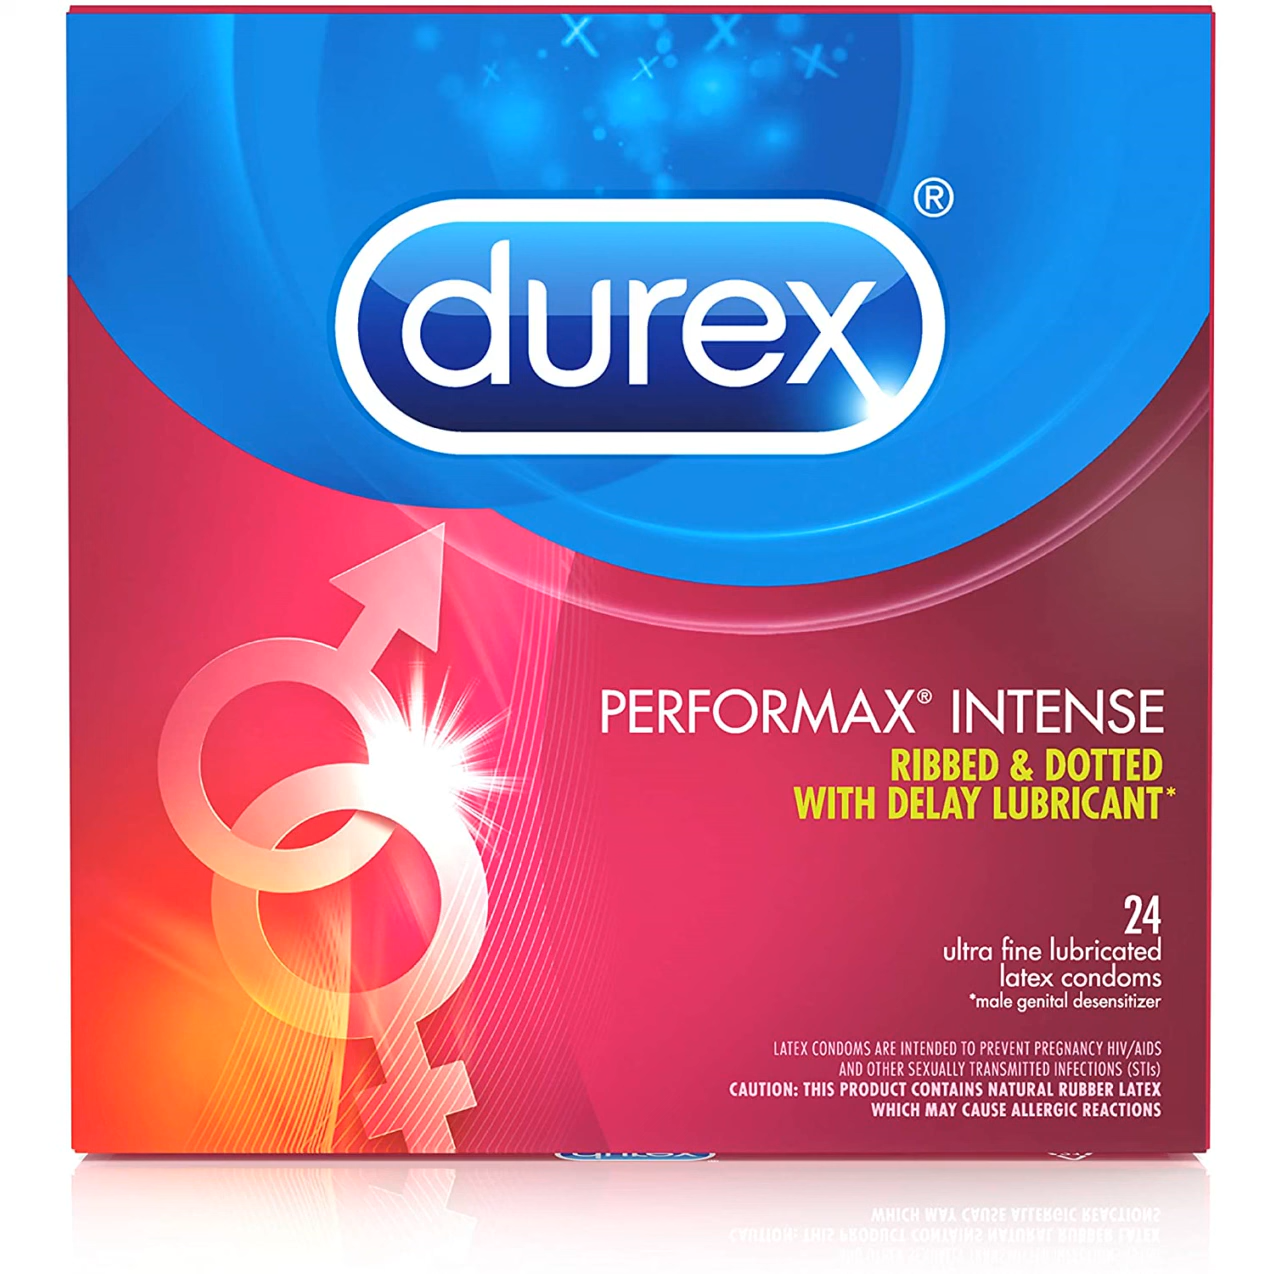 durex®
PERFORMAX® INTENSE
RIBBED & DOTTED
WITH DELAY LUBRICANT*
24
ultra fine lubricated
latex condoms
*male genital desensitizer
LATEX CONDOMS ARE INTENDED TO PREVENT PREGNANCY HIV/AIDS
AND OTHER SEXUALLY TRANSMITTED INFECTIONS (STIs)
CAUTION: THIS PRODUCT CONTAINS NATURAL RUBBER LATEX
WHICH MAY CAUSE ALLERGIC REACTIONS
durex